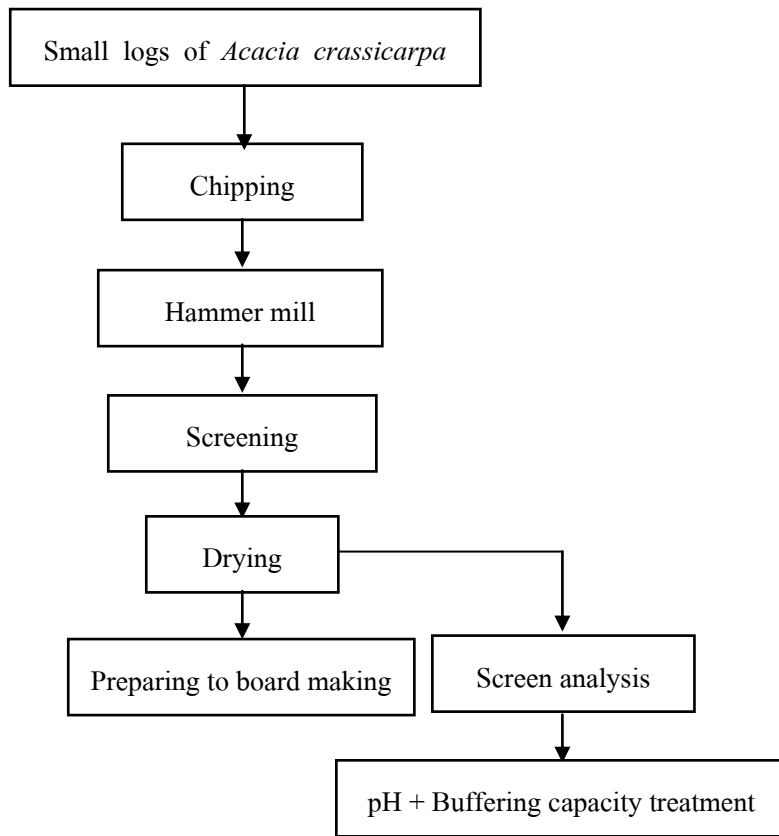 Small logs of Acacia crassicarpa
Chipping
Hammer mill
Screening
Drying
Preparing to board making
Screen analysis
pH + Buffering capacity treatment